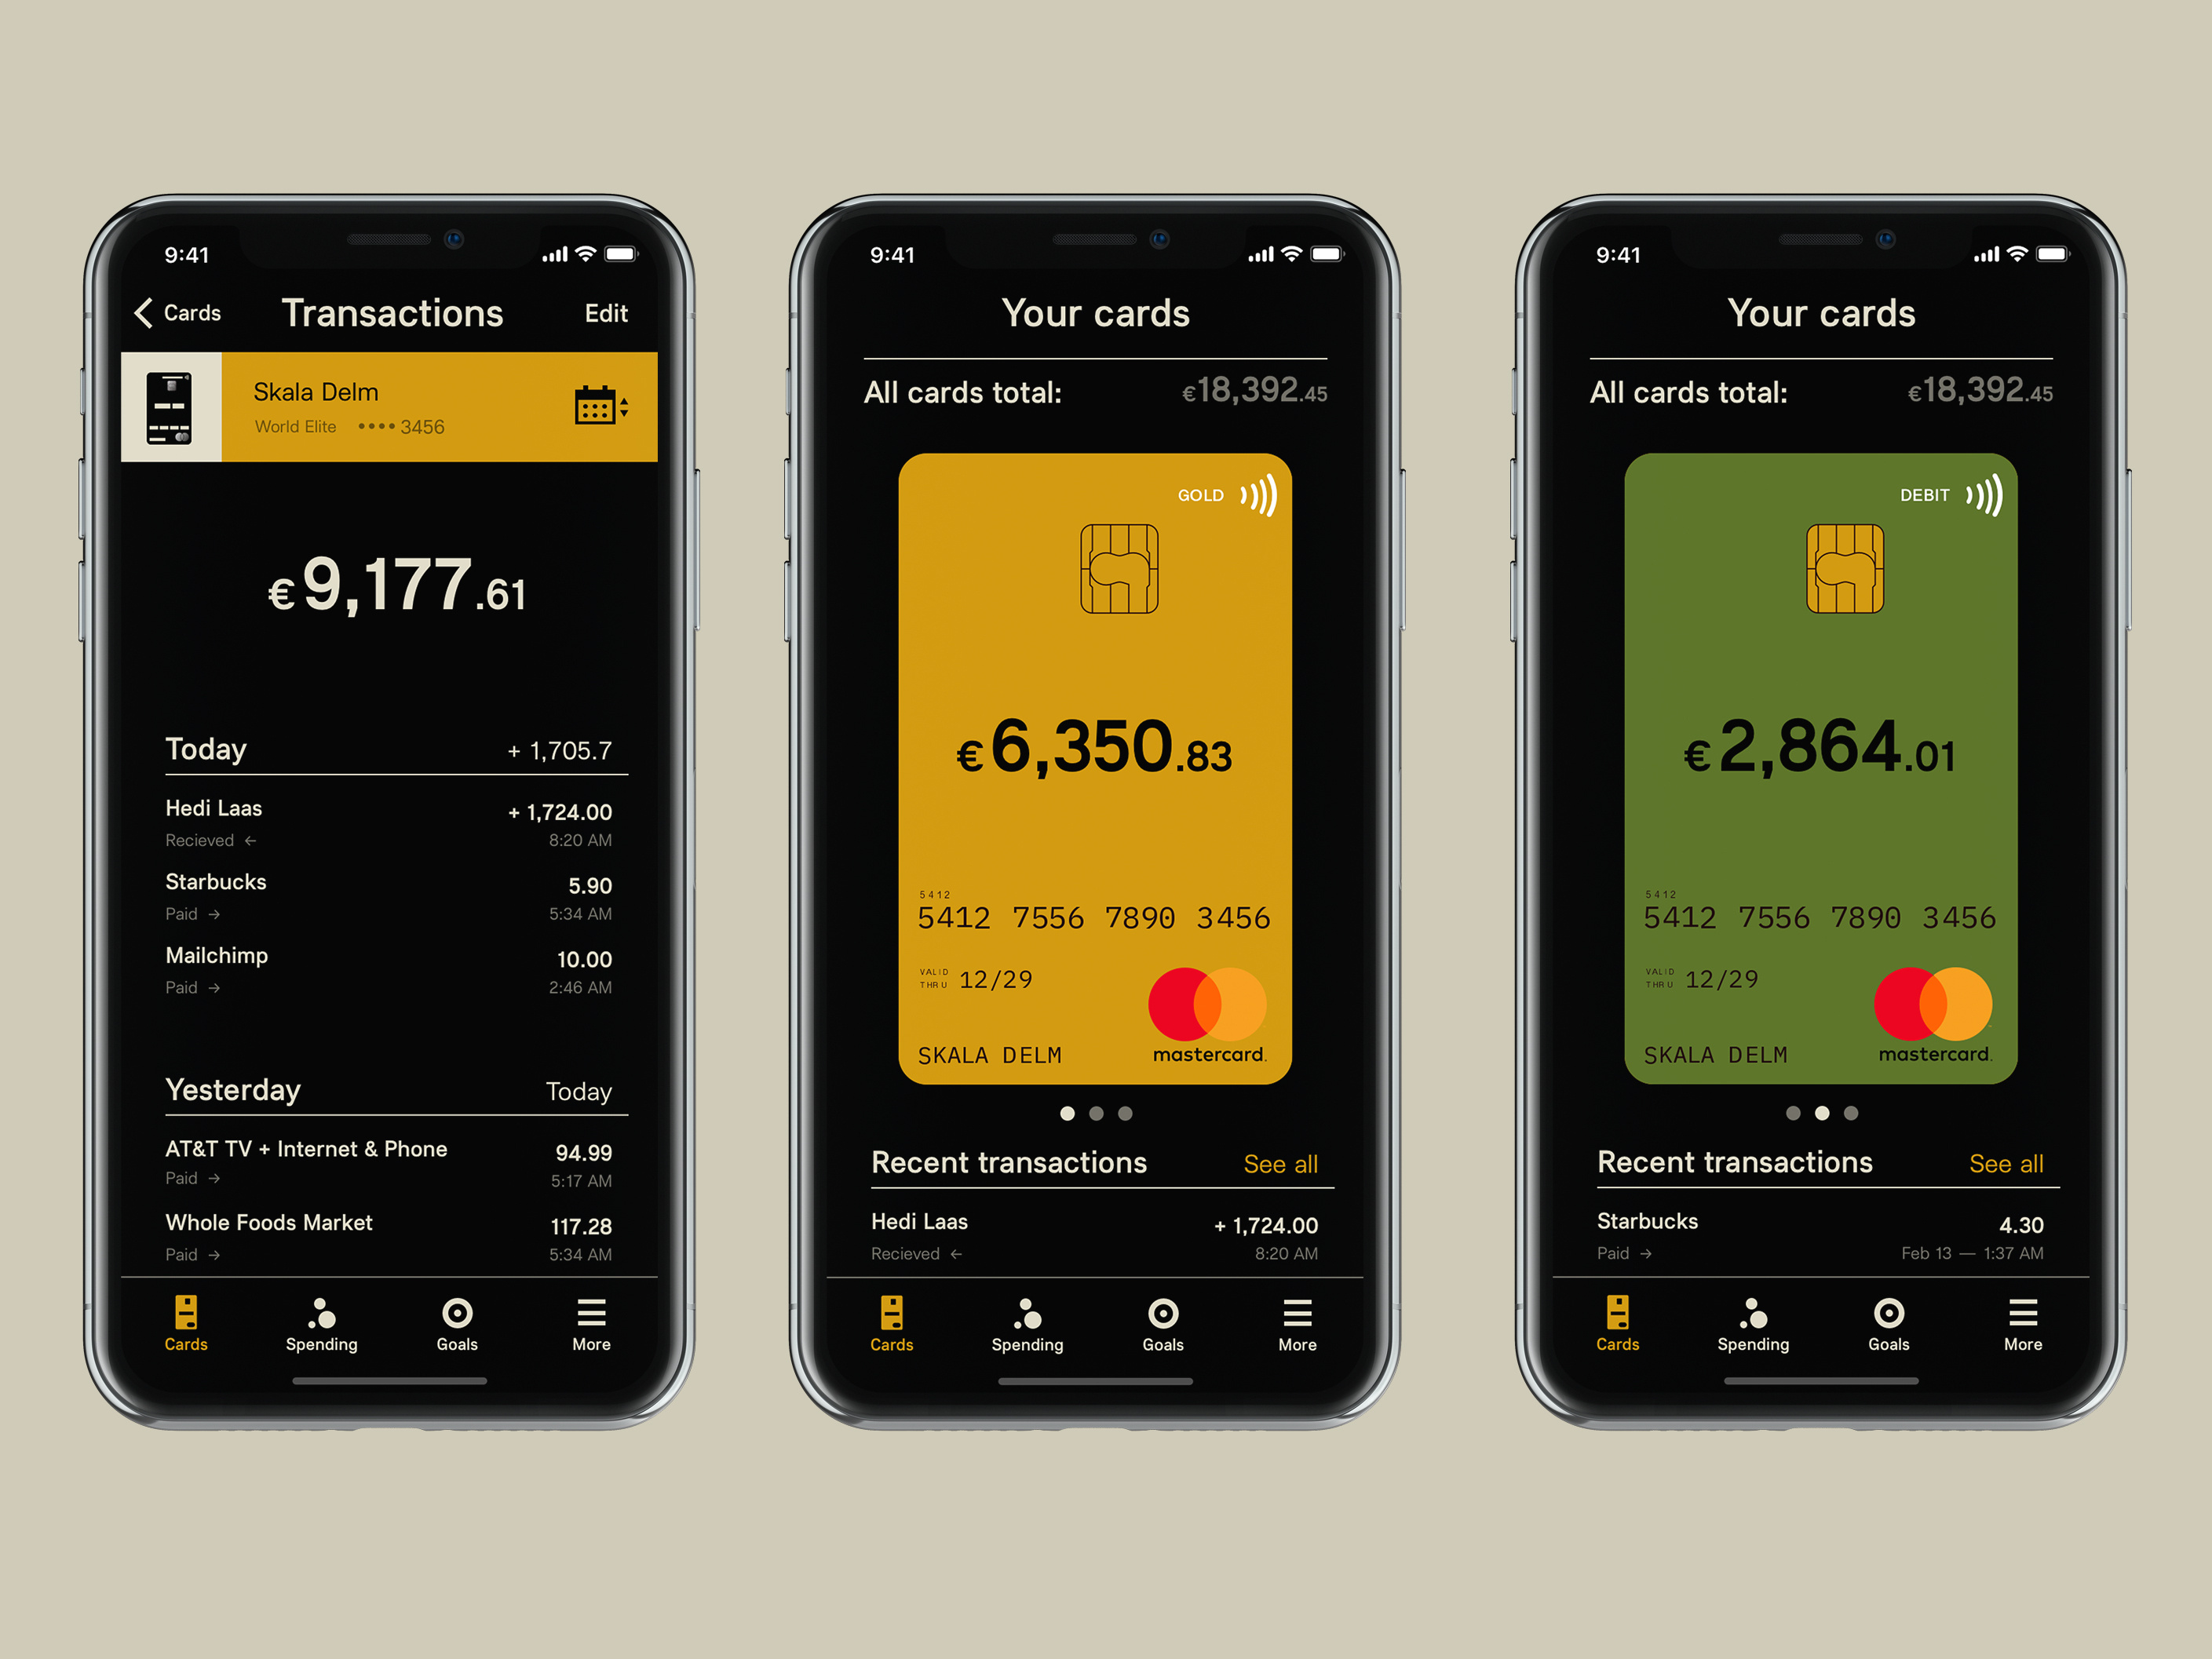 9:41
Cards
Transactions
Edit
Skala Delm
World Elite •••• 3456
€9,177.61
Today + 1,705.7
Hedi Laas + 1,724.00
Recieved ← 8:20 AM
Starbucks 5.90
Paid → 5:34 AM
Mailchimp 10.00
Paid → 2:46 AM
Yesterday Today
AT&T TV + Internet & Phone 94.99
Paid → 5:17 AM
Whole Foods Market 117.28
Paid → 5:34 AM
Cards Spending Goals More
9:41
Your cards
All cards total: €18,392.45
GOLD
€6,350.83
5412
5412 7556 7890 3456
VALID
THRU 12/29
SKALA DELM
mastercard.
Recent transactions See all
Hedi Laas + 1,724.00
Recieved ← 8:20 AM
Cards Spending Goals More
9:41
Your cards
All cards total: €18,392.45
DEBIT
€2,864.01
5412
5412 7556 7890 3456
VALID
THRU 12/29
SKALA DELM
mastercard.
Recent transactions See all
Starbucks 4.30
Paid → Feb 13 — 1:37 AM
Cards Spending Goals More